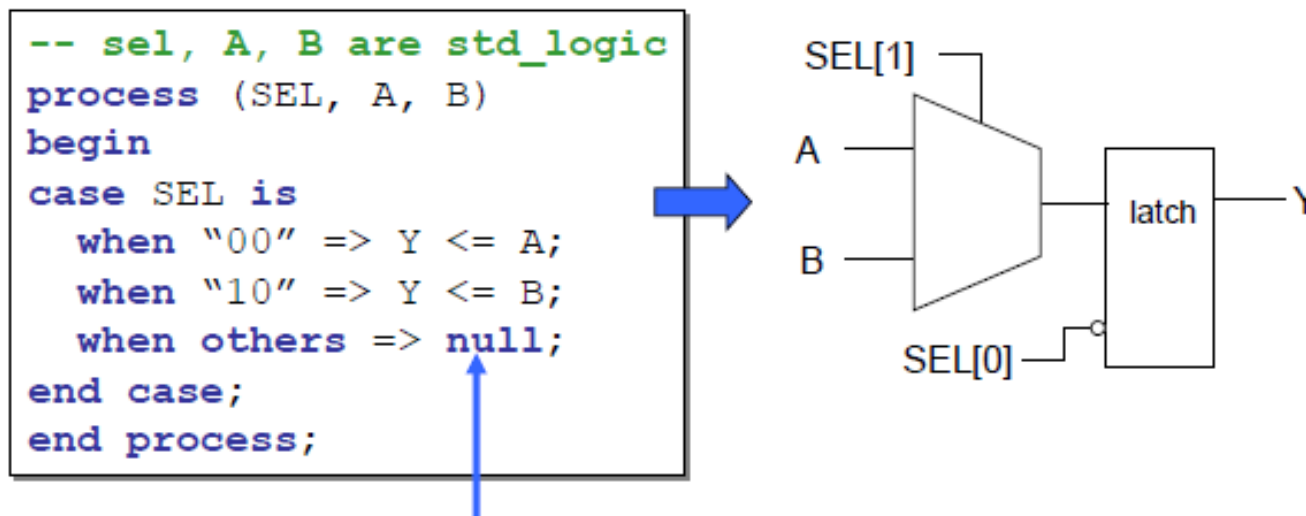 -- sel, A, B are std_logic
process (SEL, A, B)
begin
case SEL is
when “00” => Y <= A;
when “10” => Y <= B;
when others => null;
end case;
end process;
SEL[1]
A
B
latch
Y
SEL[0]